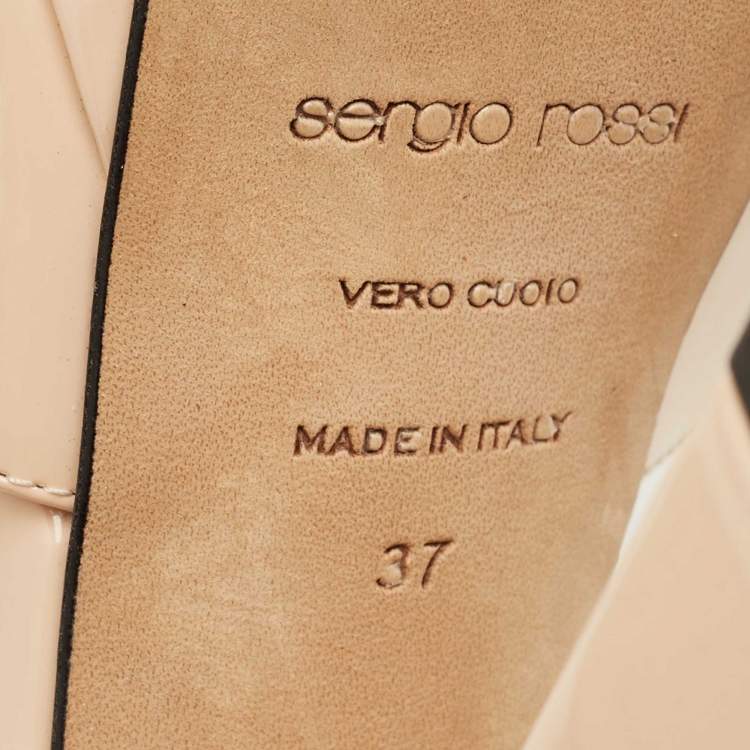 sergio rossi
VERO CUOIO
MADE IN ITALY
37